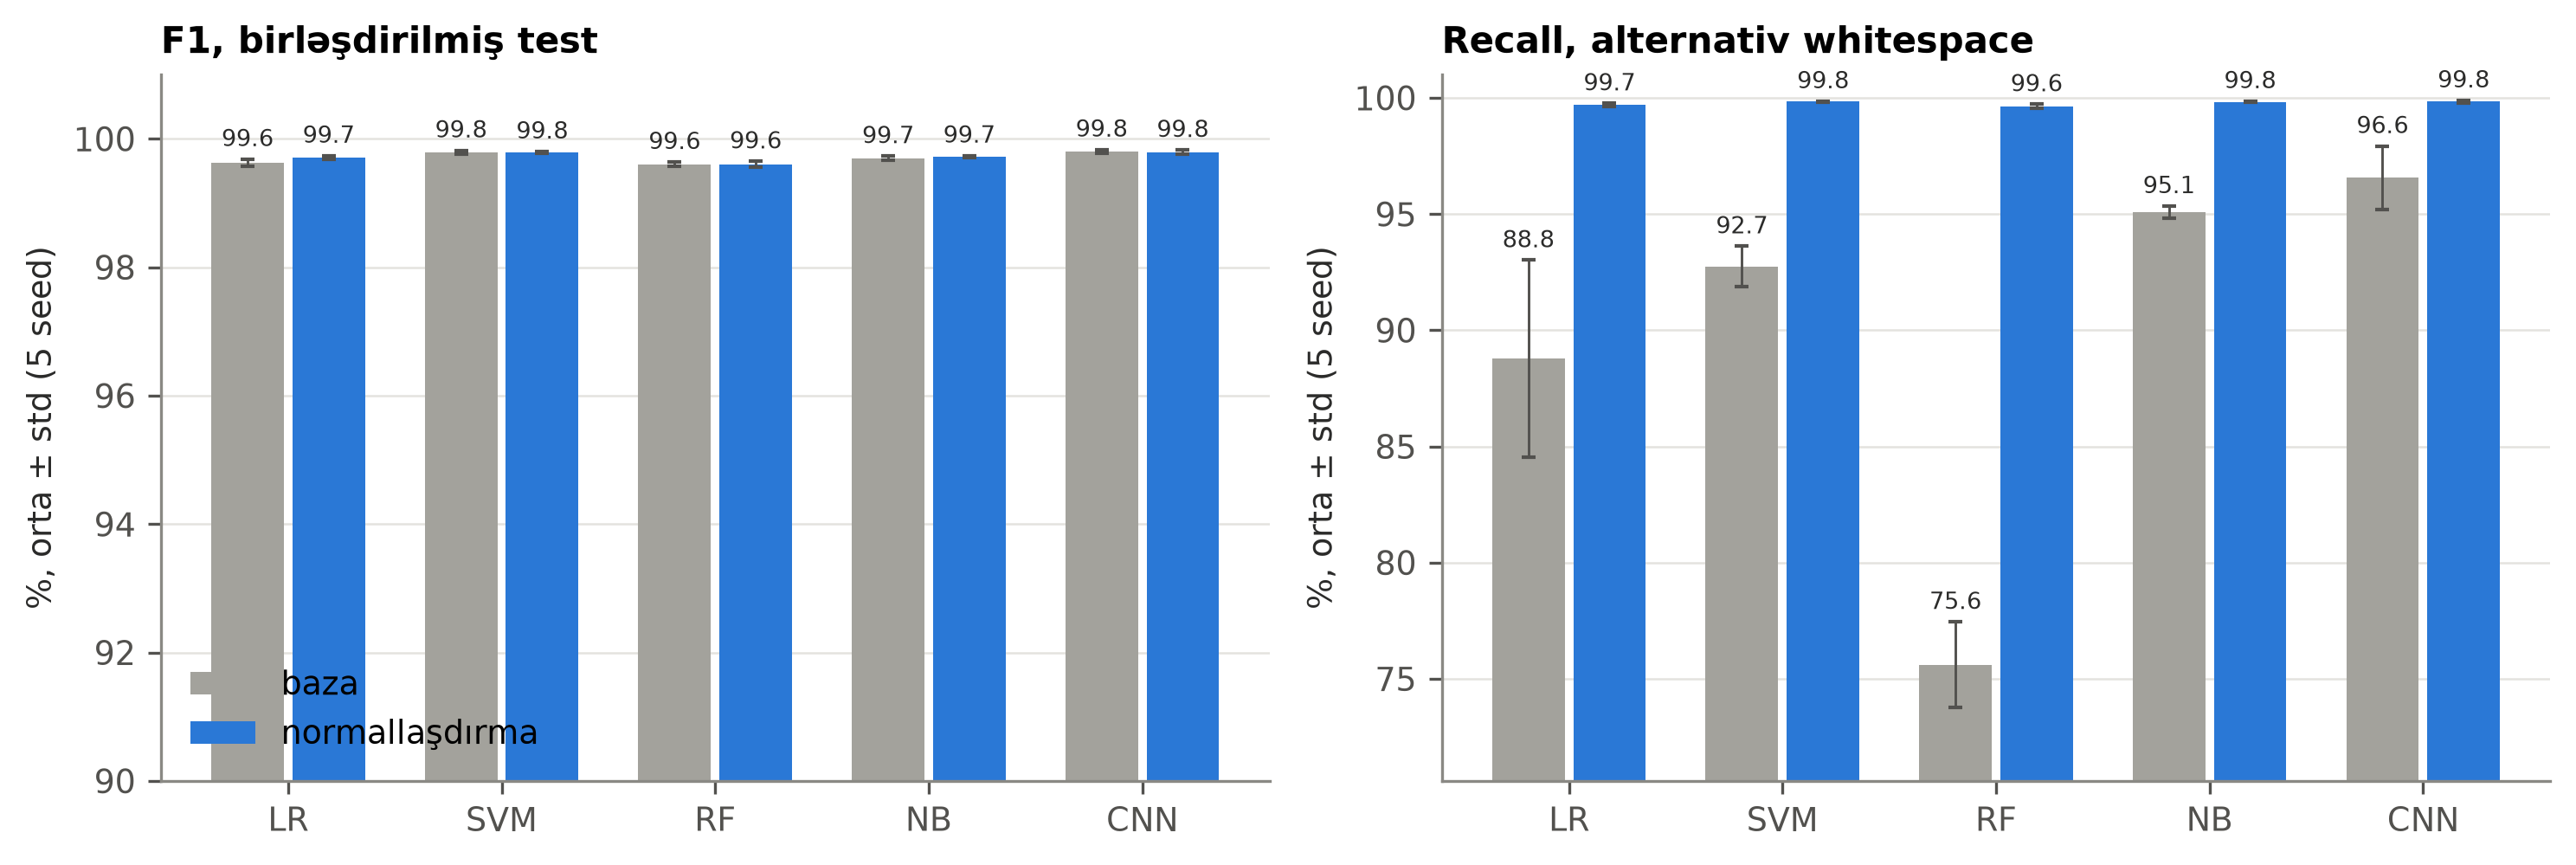 F1, birləşdirilmiş test
%, orta ± std (5 seed)
100
98
96
94
92
90
99.6 99.7 99.8 99.8 99.6 99.6 99.7 99.7 99.8 99.8
baza
normallaşdırma
LR SVM RF NB CNN
Recall, alternativ whitespace
%, orta ± std (5 seed)
100
95
90
85
80
75
88.8 99.7 92.7 99.8 75.6 99.6 95.1 99.8 96.6 99.8
LR SVM RF NB CNN